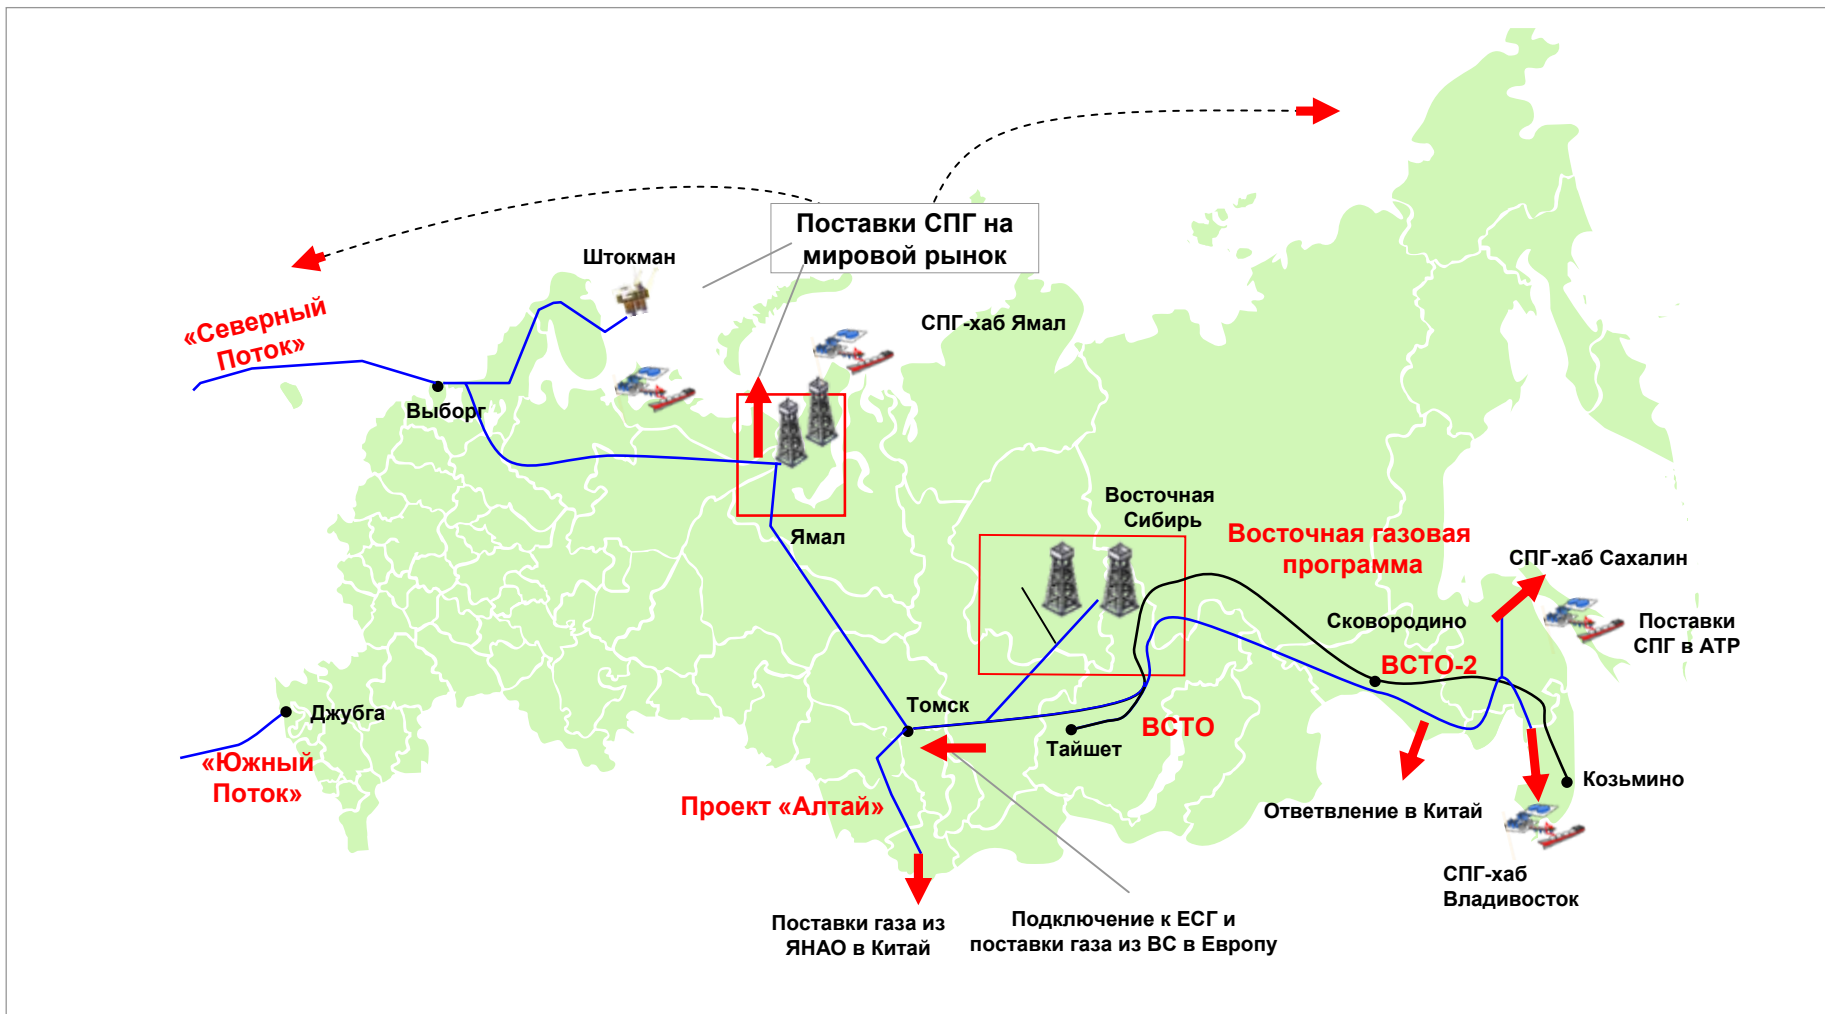 Поставки СПГ на
мировой рынок
Штокман
«Северный
Поток»
СПГ-хаб Ямал
Выборг
Ямал
Восточная
Сибирь
Восточная газовая
программа
СПГ-хаб Сахалин
Сковородино
Поставки
СПГ в АТР
ВСТО-2
Джубга
Томск
Тайшет
ВСТО
«Южный
Поток»
Проект «Алтай»
Козьмино
Ответвление в Китай
СПГ-хаб
Владивосток
Поставки газа из
ЯНАО в Китай
Подключение к ЕСГ и
поставки газа из ВС в Европу